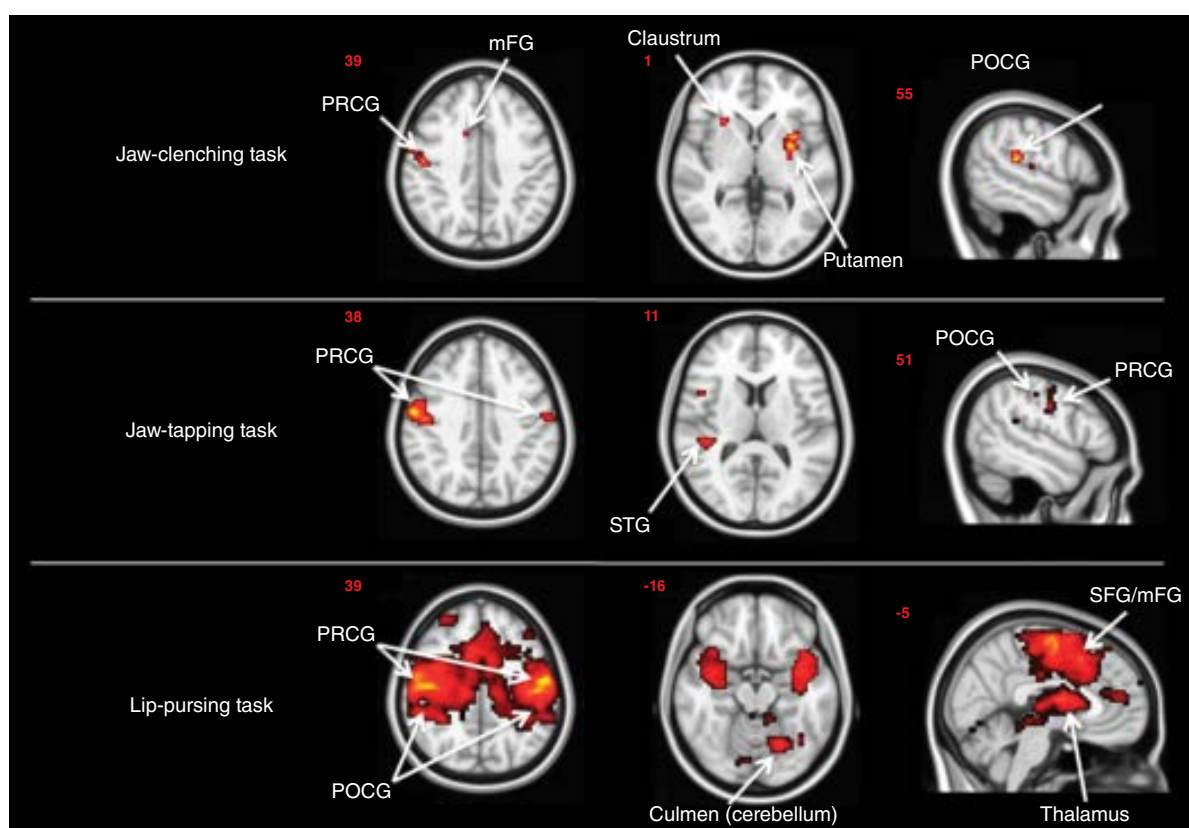 39
mFG
PRCG
Jaw-clenching task
Claustrum
1
Putamen
POCG
55
38
PRCG
Jaw-tapping task
11
STG
POCG
51
PRCG
39
PRCG
Lip-pursing task
POCG
-16
Culmen (cerebellum)
-5
SFG/mFG
Thalamus